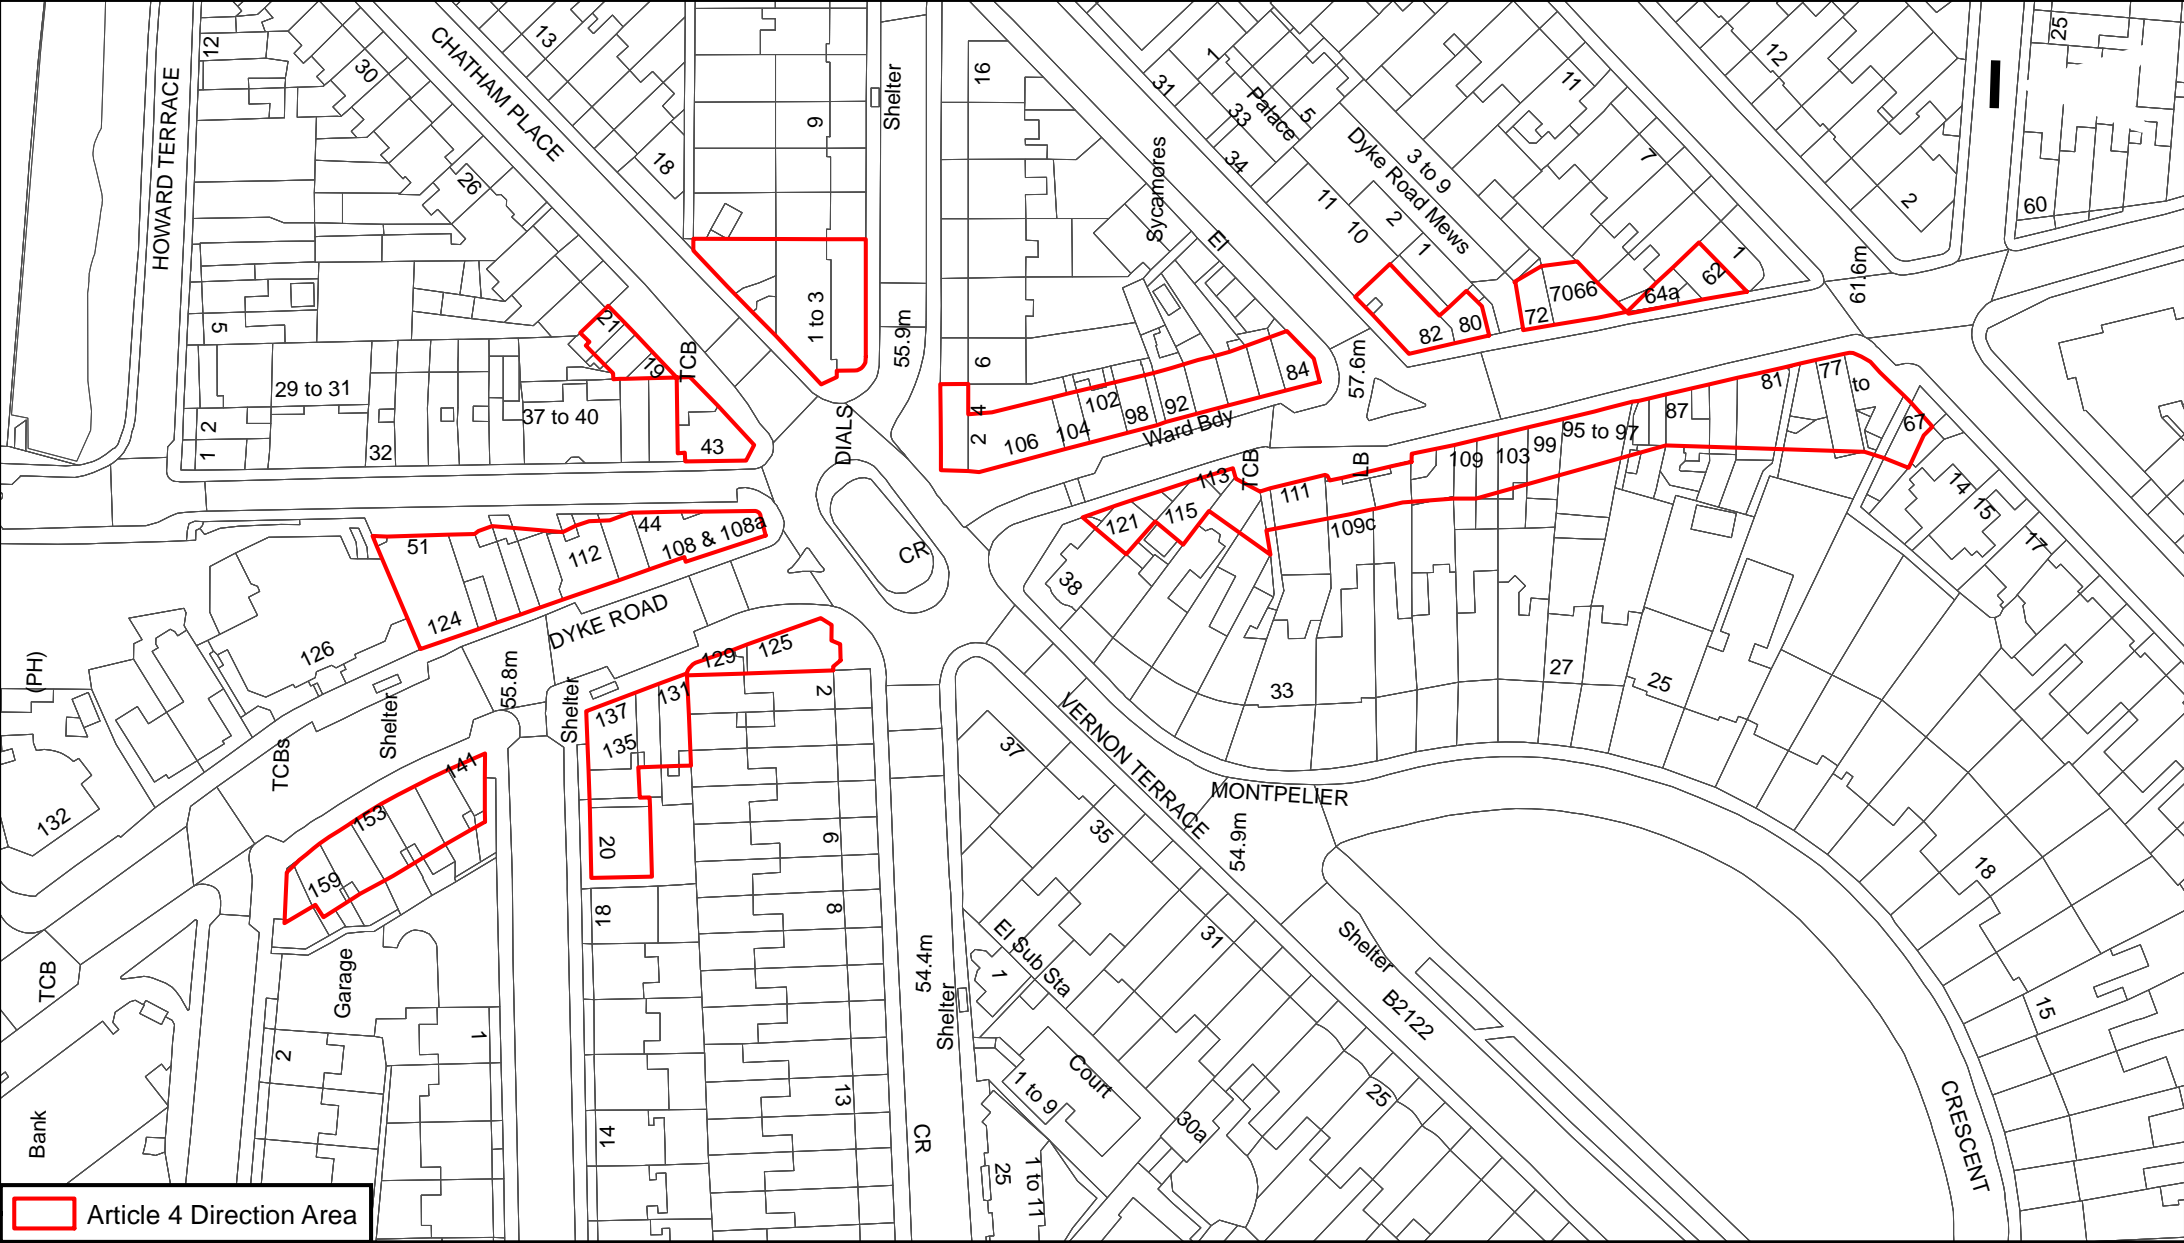 HOWARD TERRACE
12
30
CHATHAM PLACE
13
18
9
Shelter
16
31
1
33
Palace
5
34
Dyke Road Mews
3 to 9
11
7
12
2
25
60
26
Sycamores
El
11
10
2
1
1
61.6m
5
21
19
TCB
1 to 3
55.9m
6
29 to 31
37 to 40
2
1
32
43
DIALS
4
2
106
104
102
98
92
84
Ward Bdy
57.6m
82
80
72
70
66
64a
62
81
77
to
67
87
95 to 97
99
103
109
LB
TCB
113
111
109c
115
121
38
14
15
17
51
44
112
108 & 108a
124
126
DYKE ROAD
CR
(PH)
132
TCBs
Shelter
55.8m
Shelter
129
125
131
137
135
2
141
153
159
20
6
8
18
33
27
25
VERNON TERRACE
MONTPELIER
37
35
54.9m
31
El Sub Sta
1
18
15
Shelter
B2122
TCB
Garage
54.4m
Shelter
2
1
14
13
CR
Court
1 to 9
30a
25
25
1 to 11
CRESCENT
Bank
Article 4 Direction Area